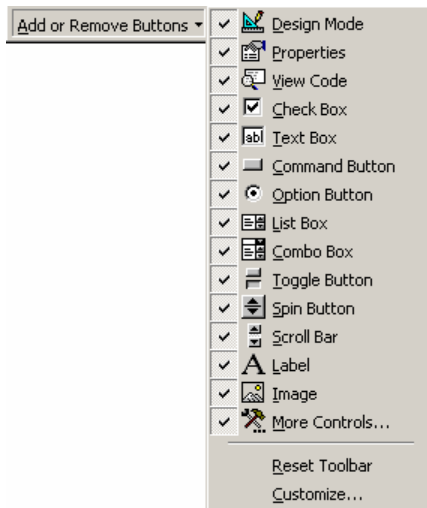 Add or Remove Buttons
Design Mode
Properties
View Code
Check Box
ab Text Box
Command Button
Option Button
List Box
Combo Box
Toggle Button
Spin Button
Scroll Bar
A Label
Image
More Controls...
Reset Toolbar
Customize...